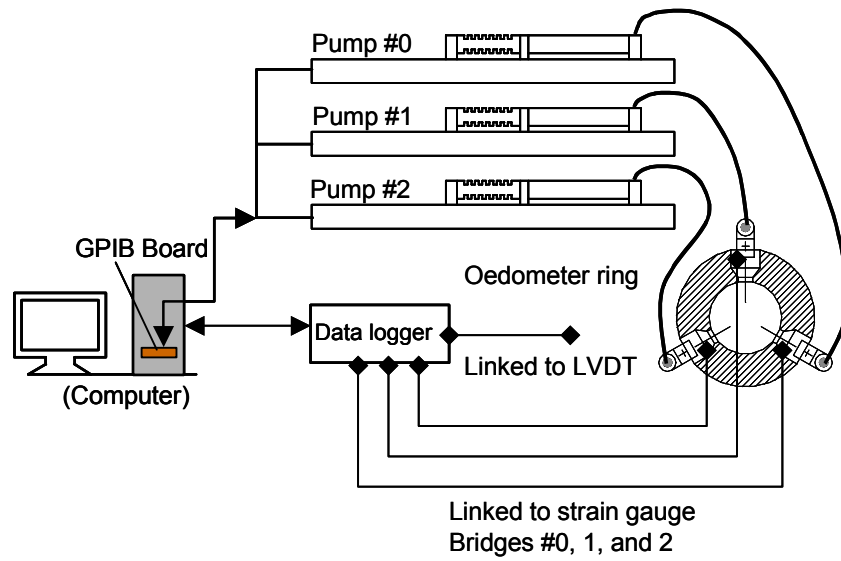 Pump #0
Pump #1
Pump #2
GPIB Board
Oedometer ring
Data logger
Linked to LVDT
(Computer)
Linked to strain gauge
Bridges #0, 1, and 2